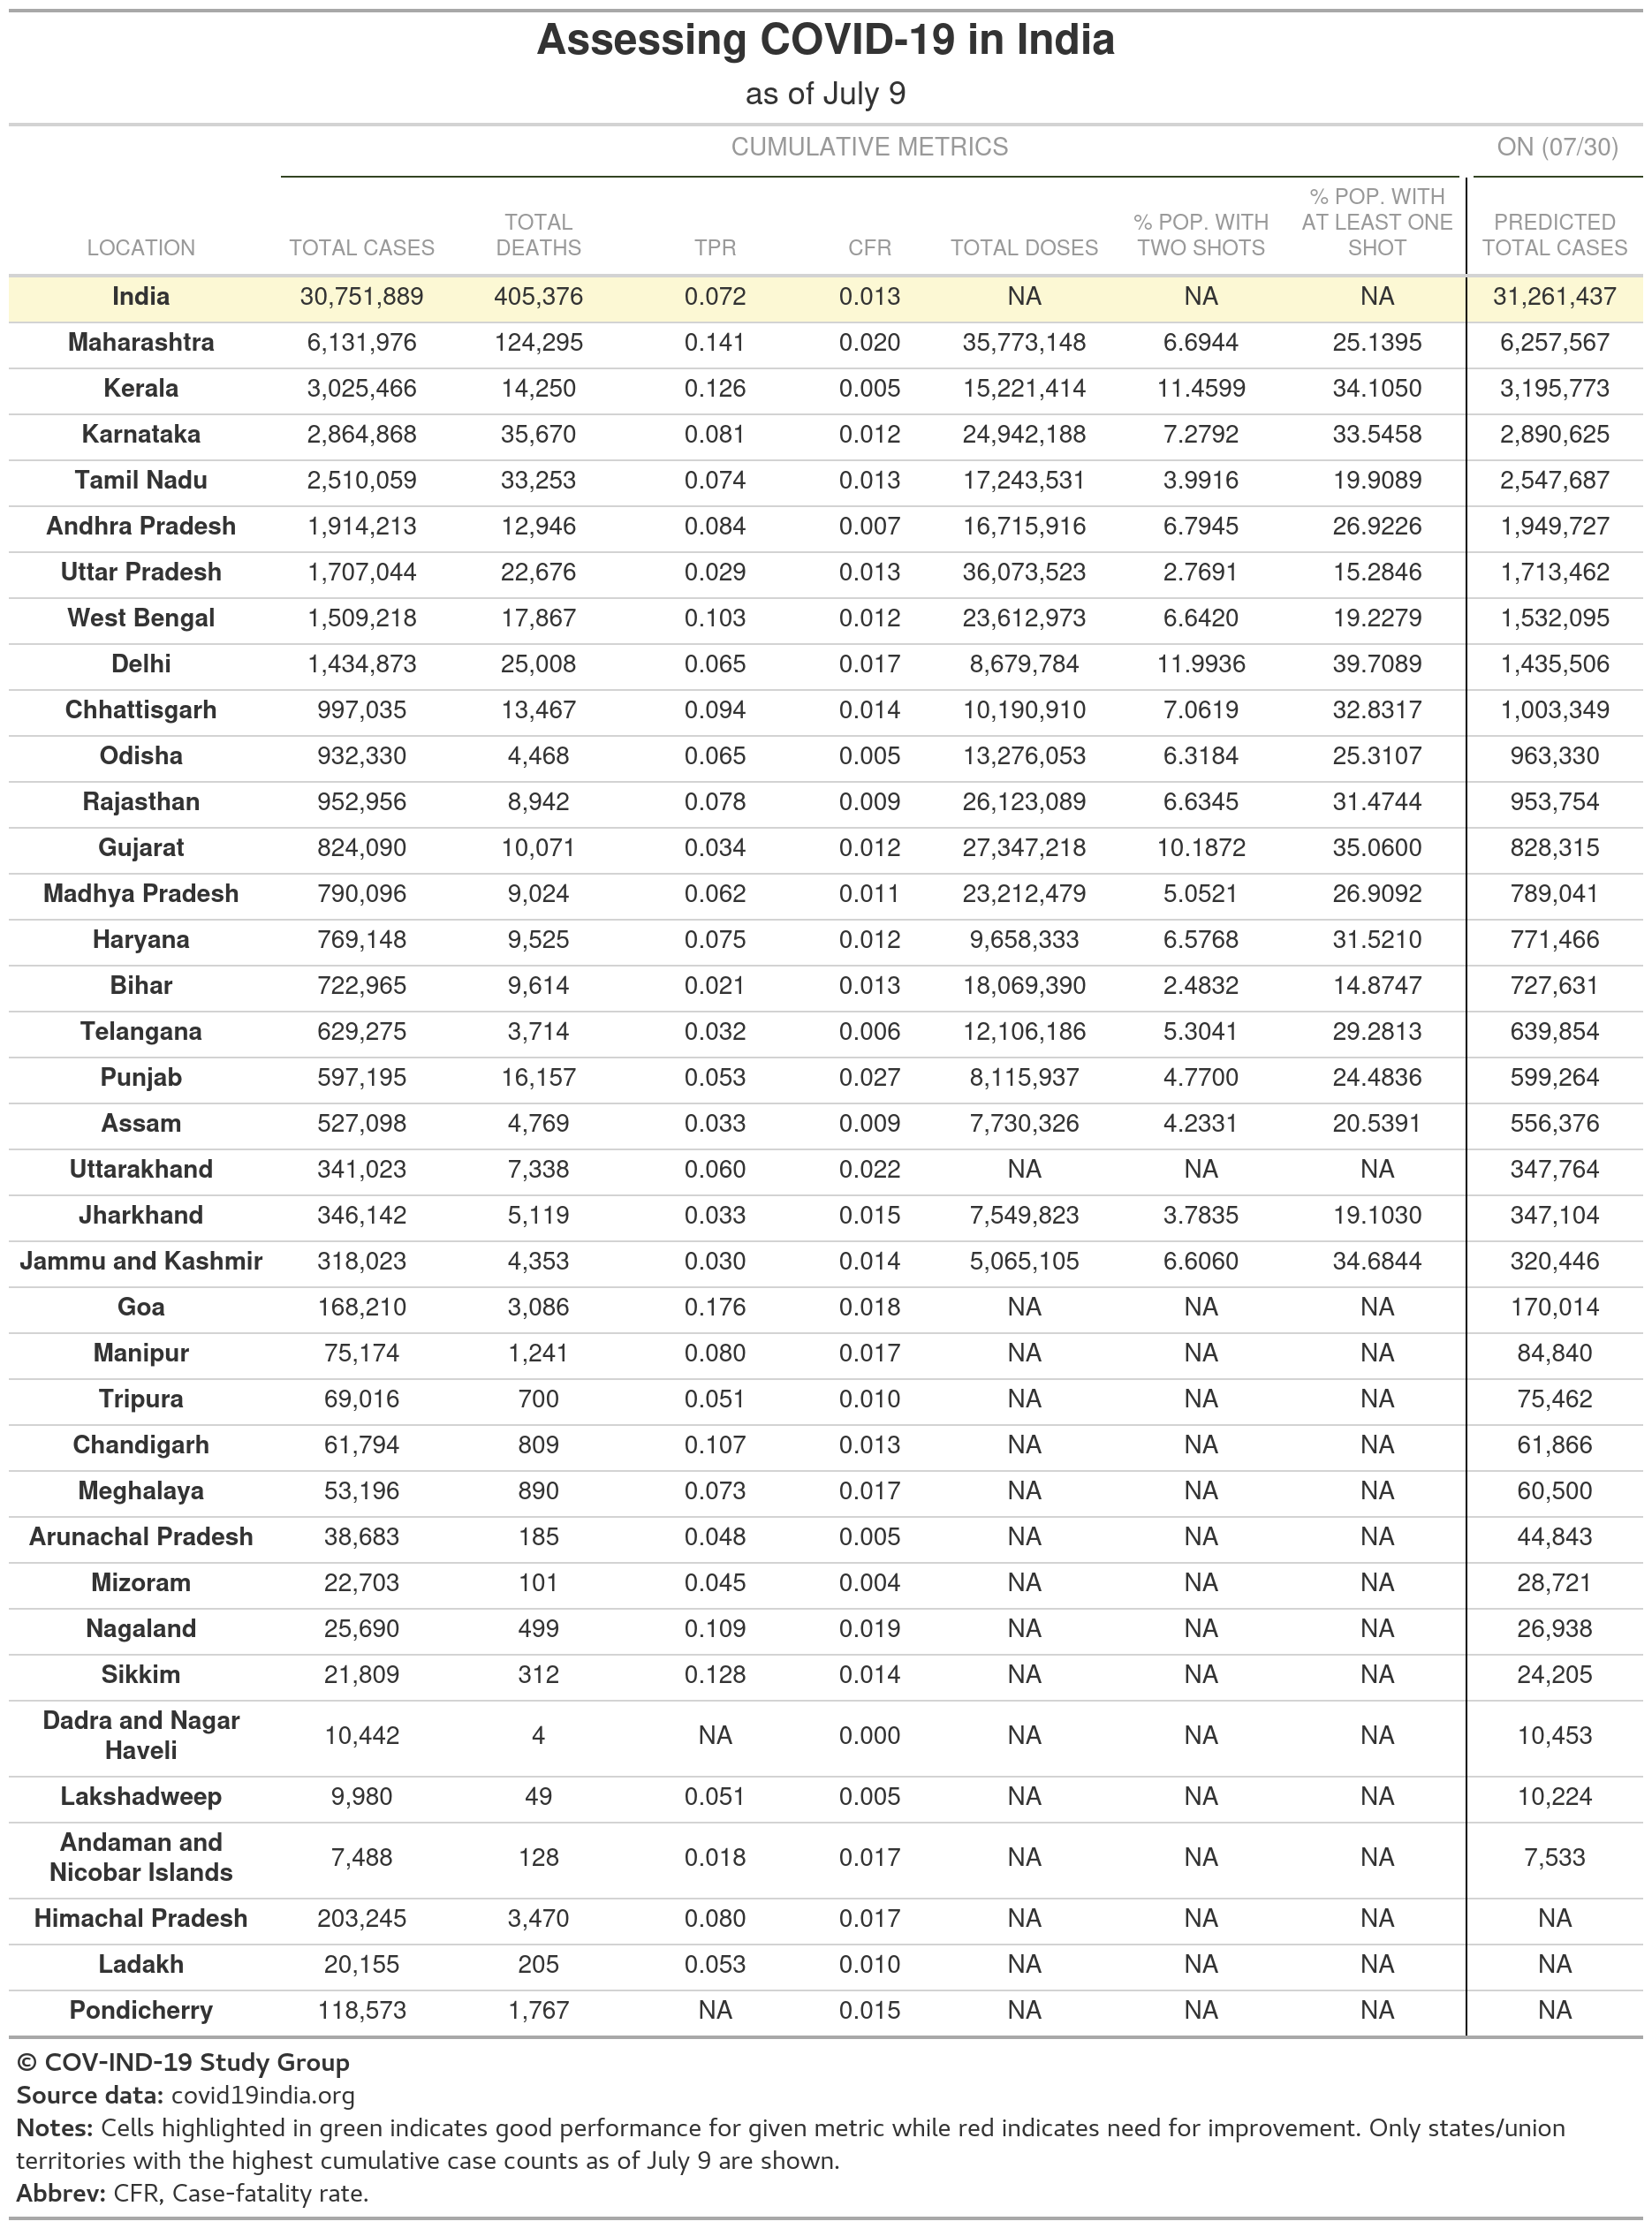 Assessing COVID-19 in India
as of July 9
CUMULATIVE METRICS ON (07/30)
LOCATION TOTAL CASES TOTAL DEATHS TPR CFR TOTAL DOSES % POP. WITH TWO SHOTS % POP. WITH AT LEAST ONE SHOT PREDICTED TOTAL CASES
India 30,751,889 405,376 0.072 0.013 NA NA NA 31,261,437
Maharashtra 6,131,976 124,295 0.141 0.020 35,773,148 6.6944 25.1395 6,257,567
Kerala 3,025,466 14,250 0.126 0.005 15,221,414 11.4599 34.1050 3,195,773
Karnataka 2,864,868 35,670 0.081 0.012 24,942,188 7.2792 33.5458 2,890,625
Tamil Nadu 2,510,059 33,253 0.074 0.013 17,243,531 3.9916 19.9089 2,547,687
Andhra Pradesh 1,914,213 12,946 0.084 0.007 16,715,916 6.7945 26.9226 1,949,727
Uttar Pradesh 1,707,044 22,676 0.029 0.013 36,073,523 2.7691 15.2846 1,713,462
West Bengal 1,509,218 17,867 0.103 0.012 23,612,973 6.6420 19.2279 1,532,095
Delhi 1,434,873 25,008 0.065 0.017 8,679,784 11.9936 39.7089 1,435,506
Chhattisgarh 997,035 13,467 0.094 0.014 10,190,910 7.0619 32.8317 1,003,349
Odisha 932,330 4,468 0.065 0.005 13,276,053 6.3184 25.3107 963,330
Rajasthan 952,956 8,942 0.078 0.009 26,123,089 6.6345 31.4744 953,754
Gujarat 824,090 10,071 0.034 0.012 27,347,218 10.1872 35.0600 828,315
Madhya Pradesh 790,096 9,024 0.062 0.011 23,212,479 5.0521 26.9092 789,041
Haryana 769,148 9,525 0.075 0.012 9,658,333 6.5768 31.5210 771,466
Bihar 722,965 9,614 0.021 0.013 18,069,390 2.4832 14.8747 727,631
Telangana 629,275 3,714 0.032 0.006 12,106,186 5.3041 29.2813 639,854
Punjab 597,195 16,157 0.053 0.027 8,115,937 4.7700 24.4836 599,264
Assam 527,098 4,769 0.033 0.009 7,730,326 4.2331 20.5391 556,376
Uttarakhand 341,023 7,338 0.060 0.022 NA NA NA 347,764
Jharkhand 346,142 5,119 0.033 0.015 7,549,823 3.7835 19.1030 347,104
Jammu and Kashmir 318,023 4,353 0.030 0.014 5,065,105 6.6060 34.6844 320,446
Goa 168,210 3,086 0.176 0.018 NA NA NA 170,014
Manipur 75,174 1,241 0.080 0.017 NA NA NA 84,840
Tripura 69,016 700 0.051 0.010 NA NA NA 75,462
Chandigarh 61,794 809 0.107 0.013 NA NA NA 61,866
Meghalaya 53,196 890 0.073 0.017 NA NA NA 60,500
Arunachal Pradesh 38,683 185 0.048 0.005 NA NA NA 44,843
Mizoram 22,703 101 0.045 0.004 NA NA NA 28,721
Nagaland 25,690 499 0.109 0.019 NA NA NA 26,938
Sikkim 21,809 312 0.128 0.014 NA NA NA 24,205
Dadra and Nagar Haveli 10,442 4 NA 0.000 NA NA NA 10,453
Lakshadweep 9,980 49 0.051 0.005 NA NA NA 10,224
Andaman and Nicobar Islands 7,488 128 0.018 0.017 NA NA NA 7,533
Himachal Pradesh 203,245 3,470 0.080 0.017 NA NA NA NA
Ladakh 20,155 205 0.053 0.010 NA NA NA NA
Pondicherry 118,573 1,767 NA 0.015 NA NA NA NA
© COV-IND-19 Study Group
Source data: covid19india.org
Notes: Cells highlighted in green indicates good performance for given metric while red indicates need for improvement. Only states/union
territories with the highest cumulative case counts as of July 9 are shown.
Abbrev: CFR, Case-fatality rate.